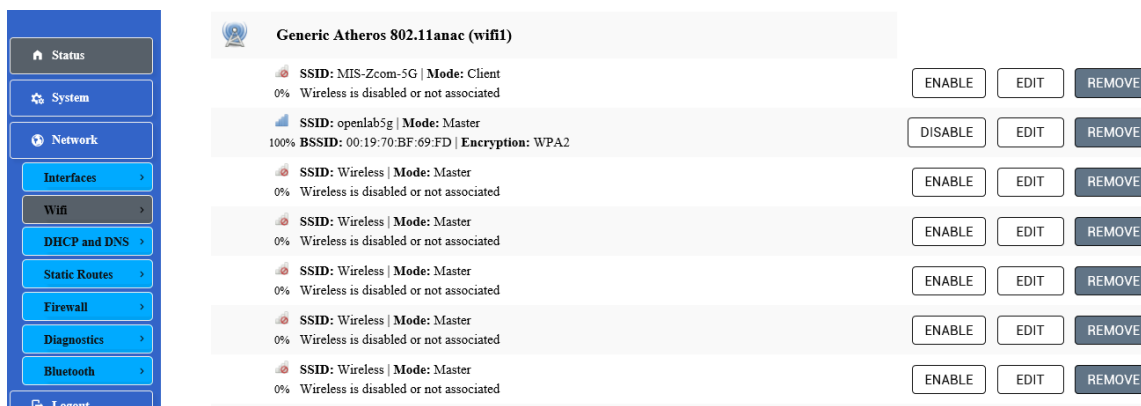 Status
System
Network
Interfaces
Wifi
DHCP and DNS
Static Routes
Firewall
Diagnostics
Bluetooth
Logout
Generic Atheros 802.11anac (wifi1)
SSID: MIS-Zcom-5G | Mode: Client
0% Wireless is disabled or not associated
ENABLE EDIT REMOVE
SSID: openlab5g | Mode: Master
100% BSSID: 00:19:70:BF:69:FD | Encryption: WPA2
DISABLE EDIT REMOVE
SSID: Wireless | Mode: Master
0% Wireless is disabled or not associated
ENABLE EDIT REMOVE
SSID: Wireless | Mode: Master
0% Wireless is disabled or not associated
ENABLE EDIT REMOVE
SSID: Wireless | Mode: Master
0% Wireless is disabled or not associated
ENABLE EDIT REMOVE
SSID: Wireless | Mode: Master
0% Wireless is disabled or not associated
ENABLE EDIT REMOVE
SSID: Wireless | Mode: Master
0% Wireless is disabled or not associated
ENABLE EDIT REMOVE